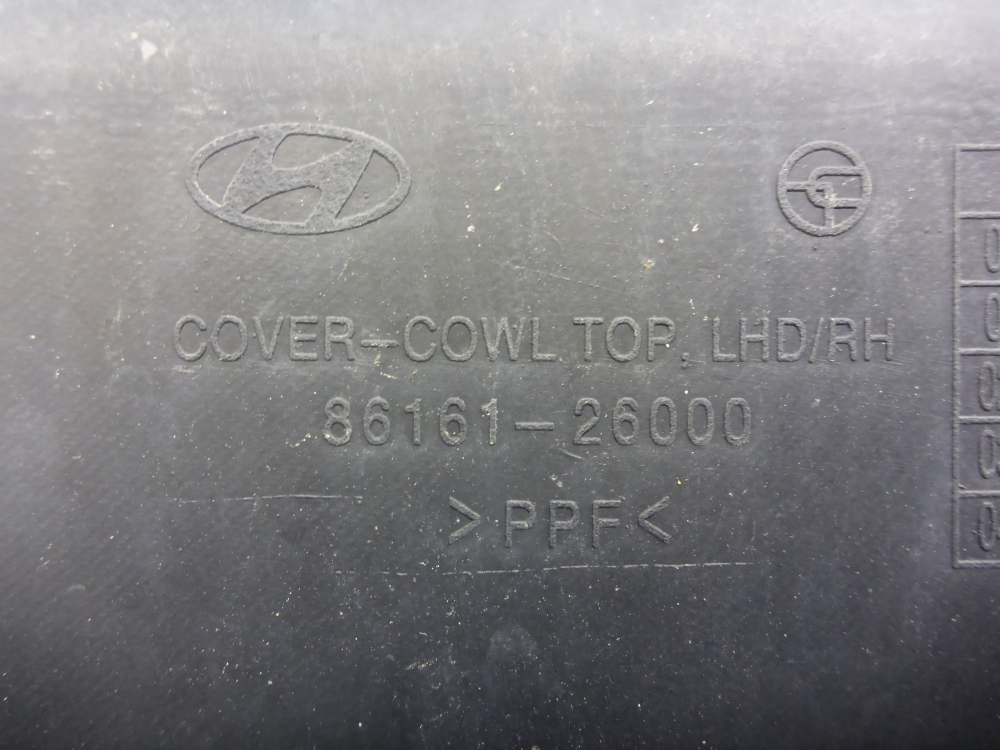 COVER-COWL TOP, LHD/RH
86161-26000
>PPF<